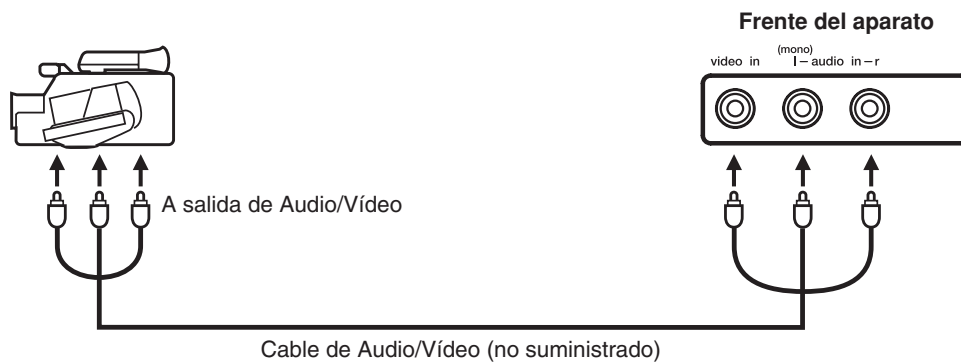 Frente del aparato
(mono)
video in l – audio in – r
A salida de Audio/Vídeo
Cable de Audio/Vídeo (no suministrado)